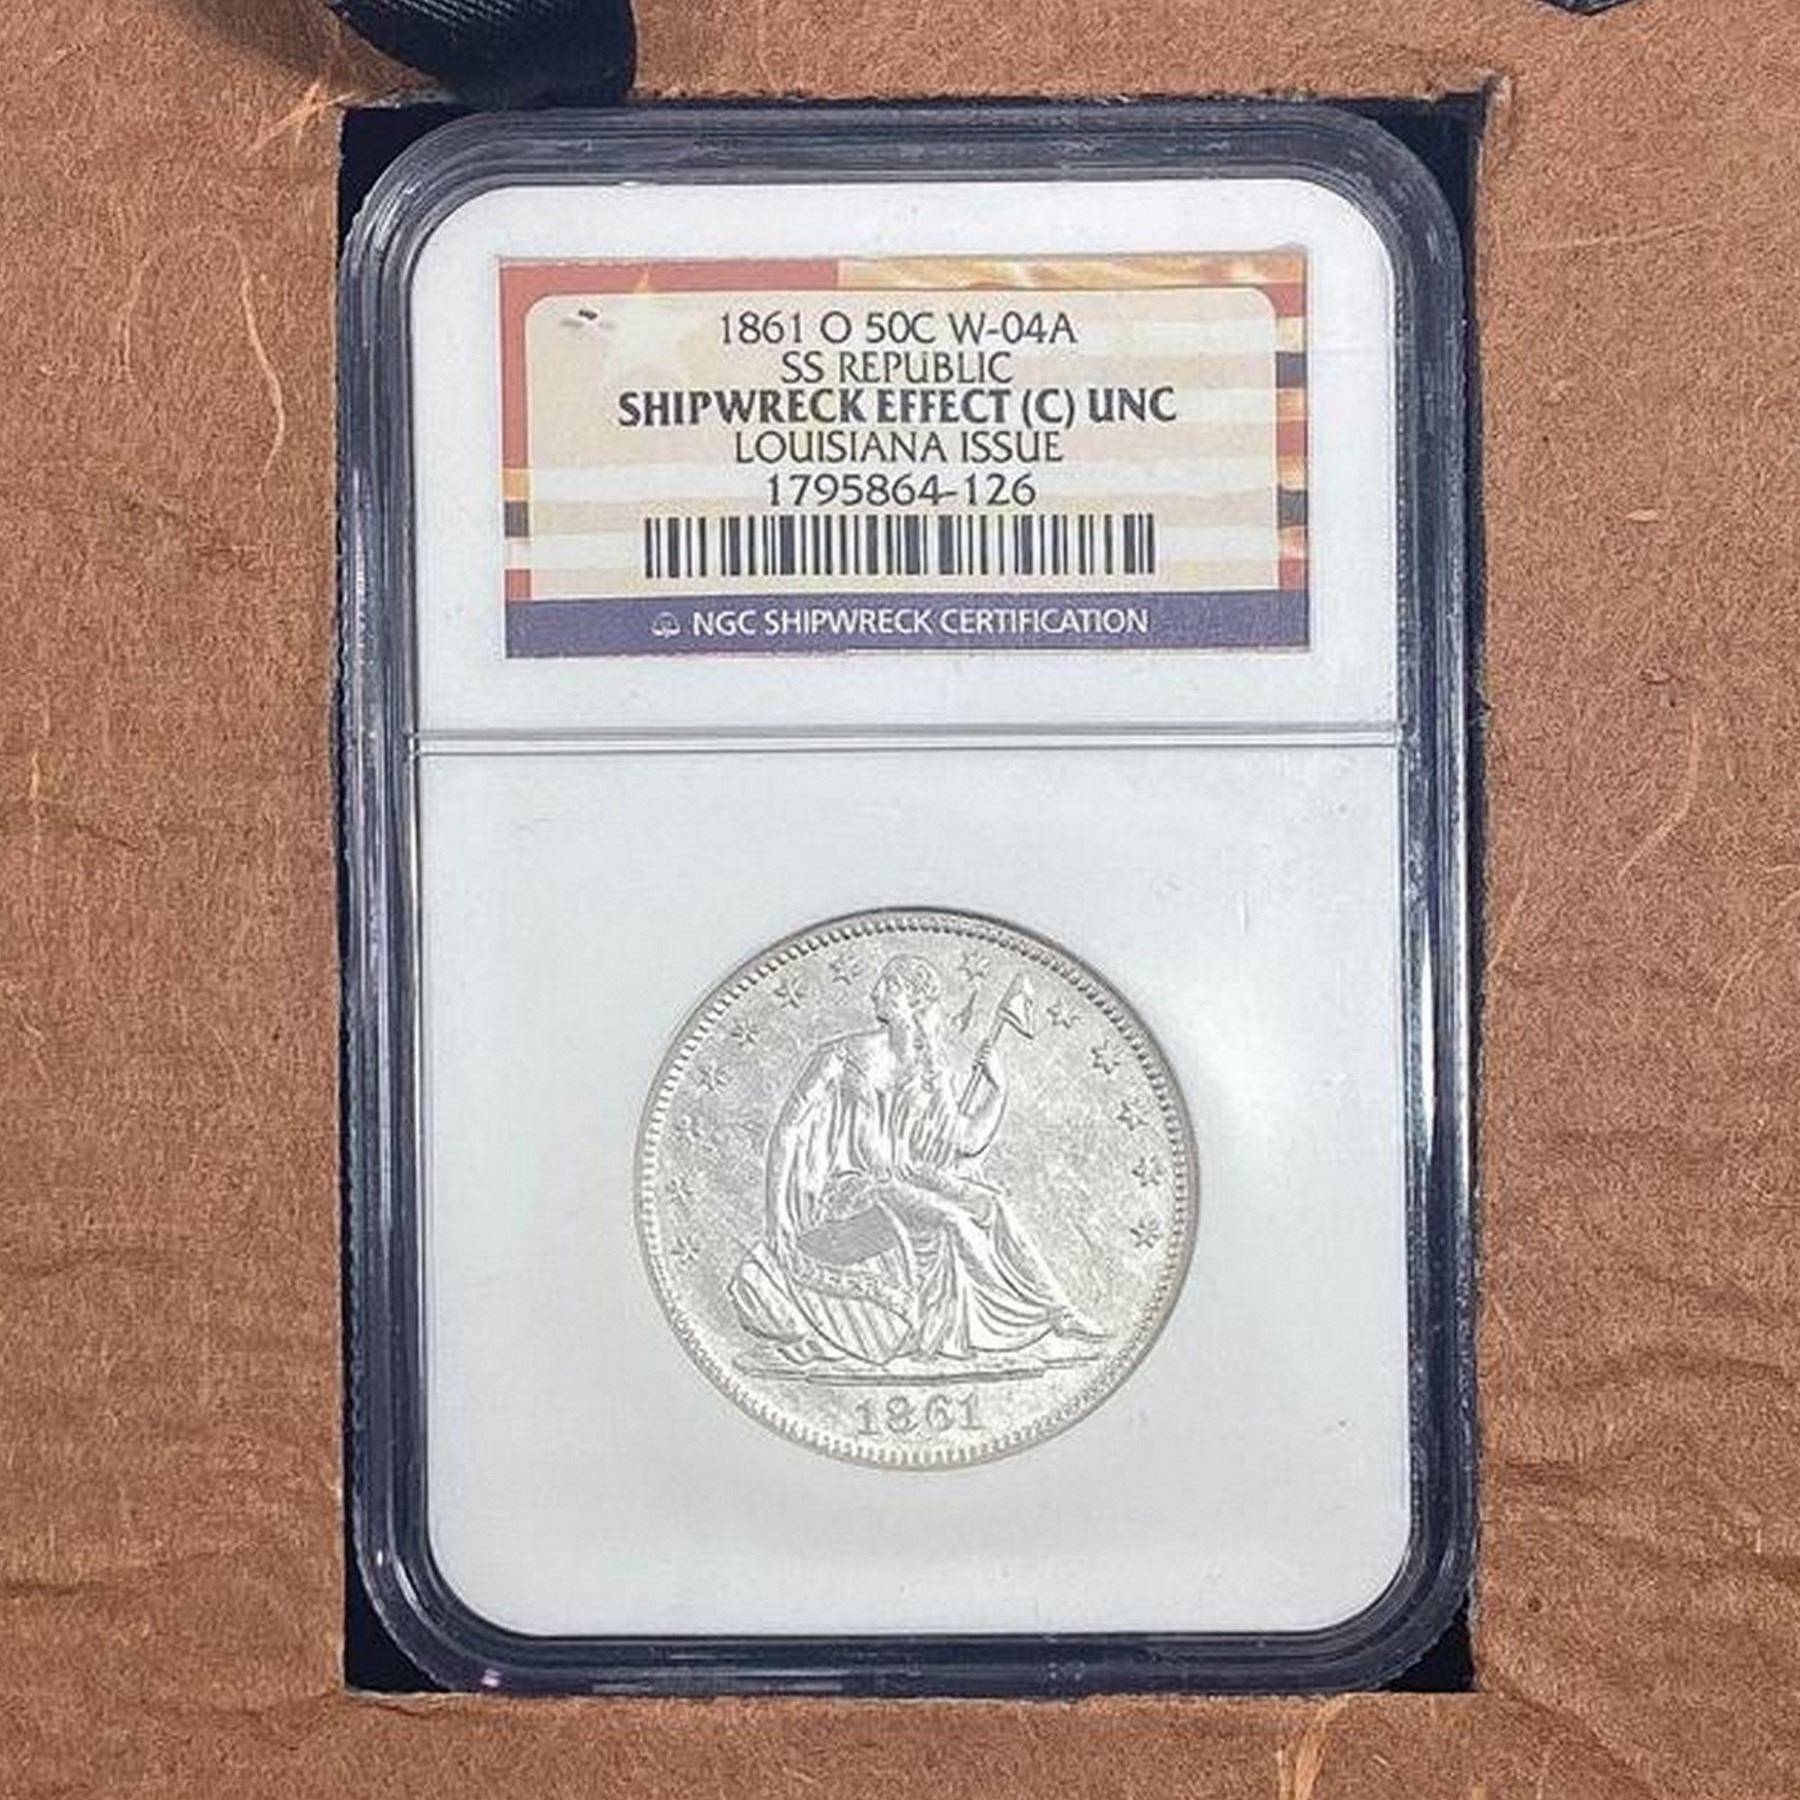 1861 O 50C W-04A
SS REPUBLIC
SHIPWRECK EFFECT (C) UNC
LOUISIANA ISSUE
1795864-126
NGC SHIPWRECK CERTIFICATION
1861